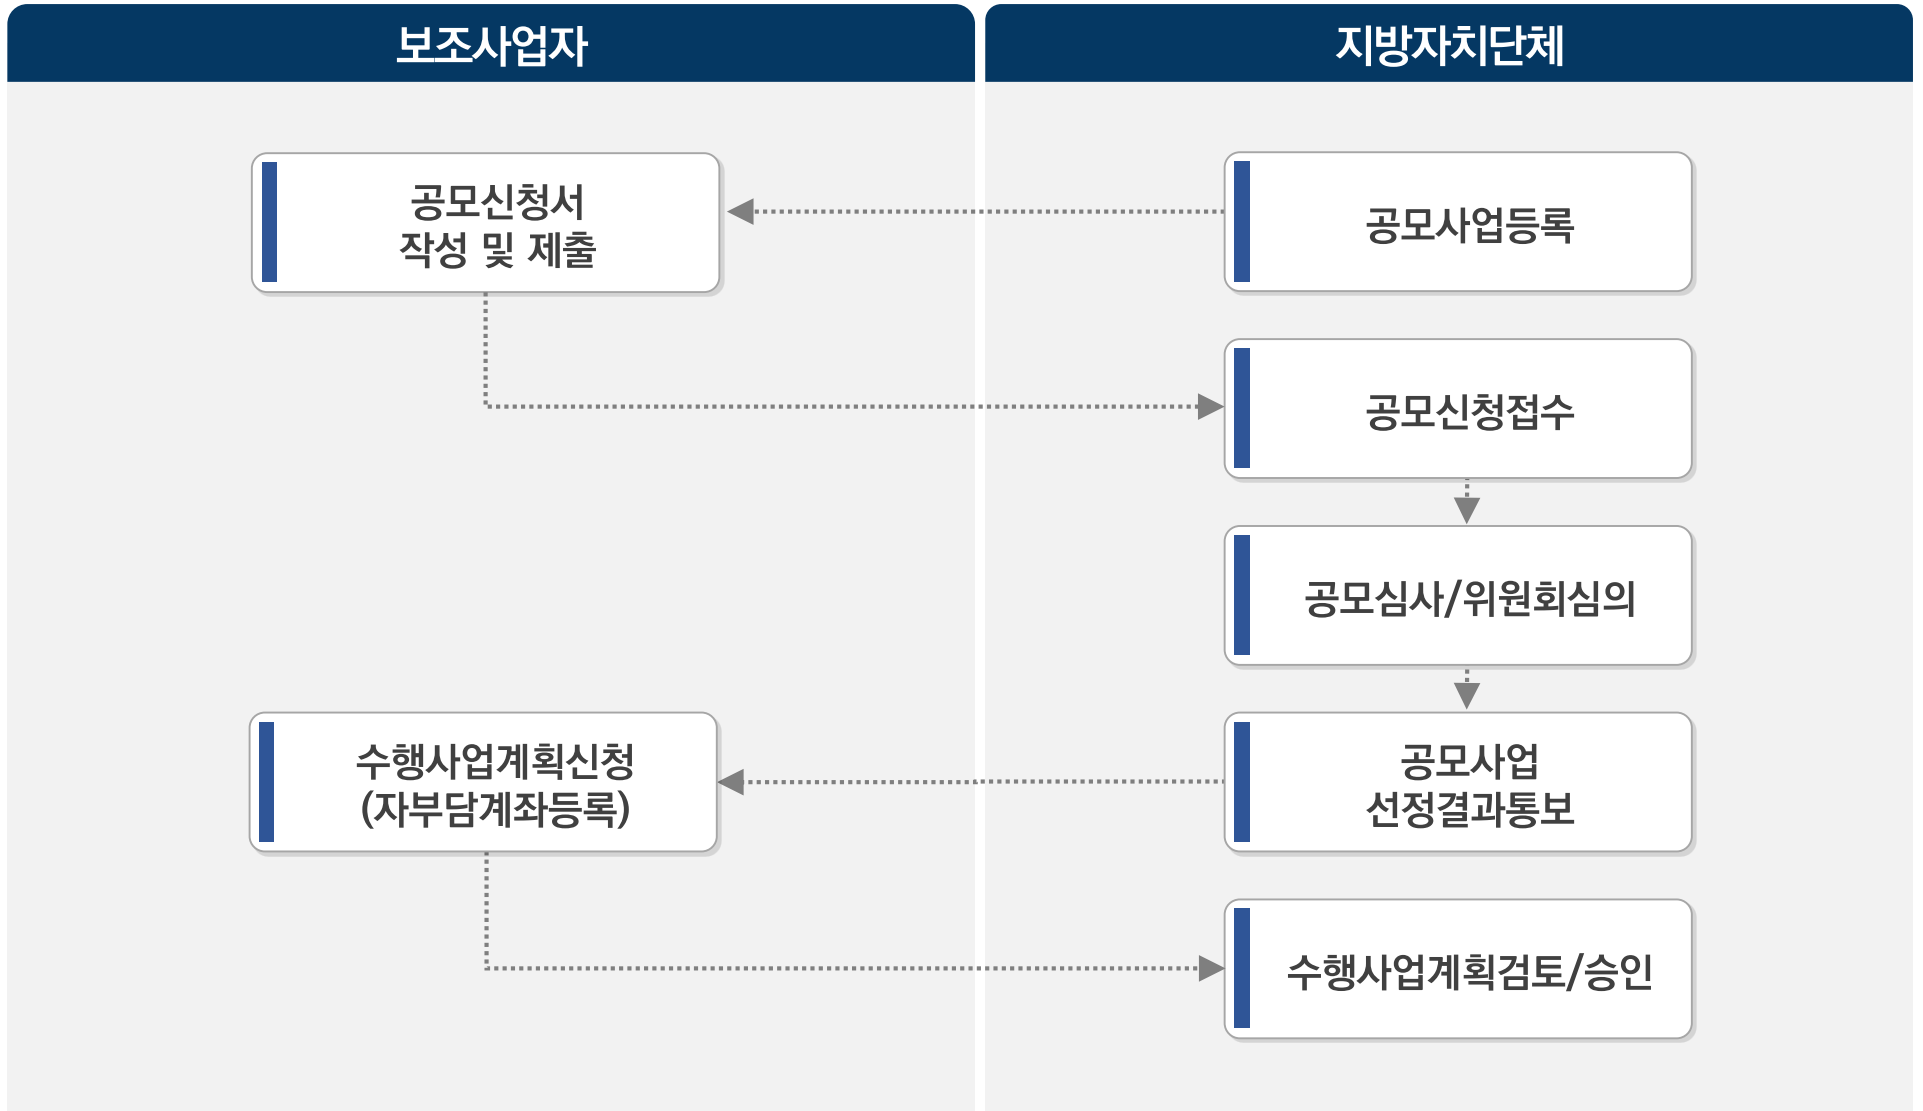 보조사업자
지방자치단체
공모신청서
작성 및 제출
공모사업등록
공모신청접수
공모심사/위원회심의
수행사업계획신청
(자부담계좌등록)
공모사업
선정결과통보
수행사업계획검토/승인